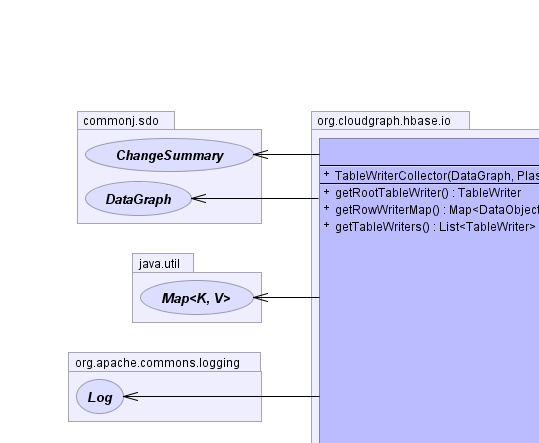 commonj.sdo
ChangeSummary
DataGraph
java.util
Map<K, V>
org.apache.commons.logging
Log
org.cloudgraph.hbase.io
+ TableWriterCollector(DataGraph, Plas
+ getRootTableWriter() : TableWriter
+ getRowWriterMap() : Map<DataObject
+ getTableWriters() : List<TableWriter>